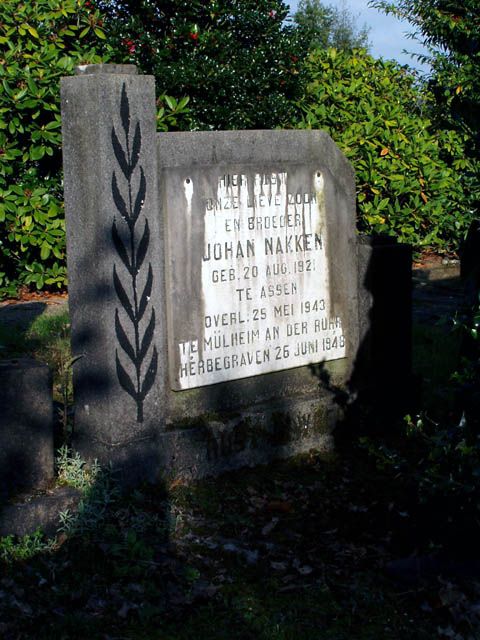 HIER RUST
ONZE LIEVE ZOON
EN BROEDER
JOHAN NAKKEN
GEB. 20 AUG. 1921
TE ASSEN
OVERL. 25 MEI 1943
TE MÜLHEIM AN DER RUHR
HERBEGRAVEN 26 JUNI 1948